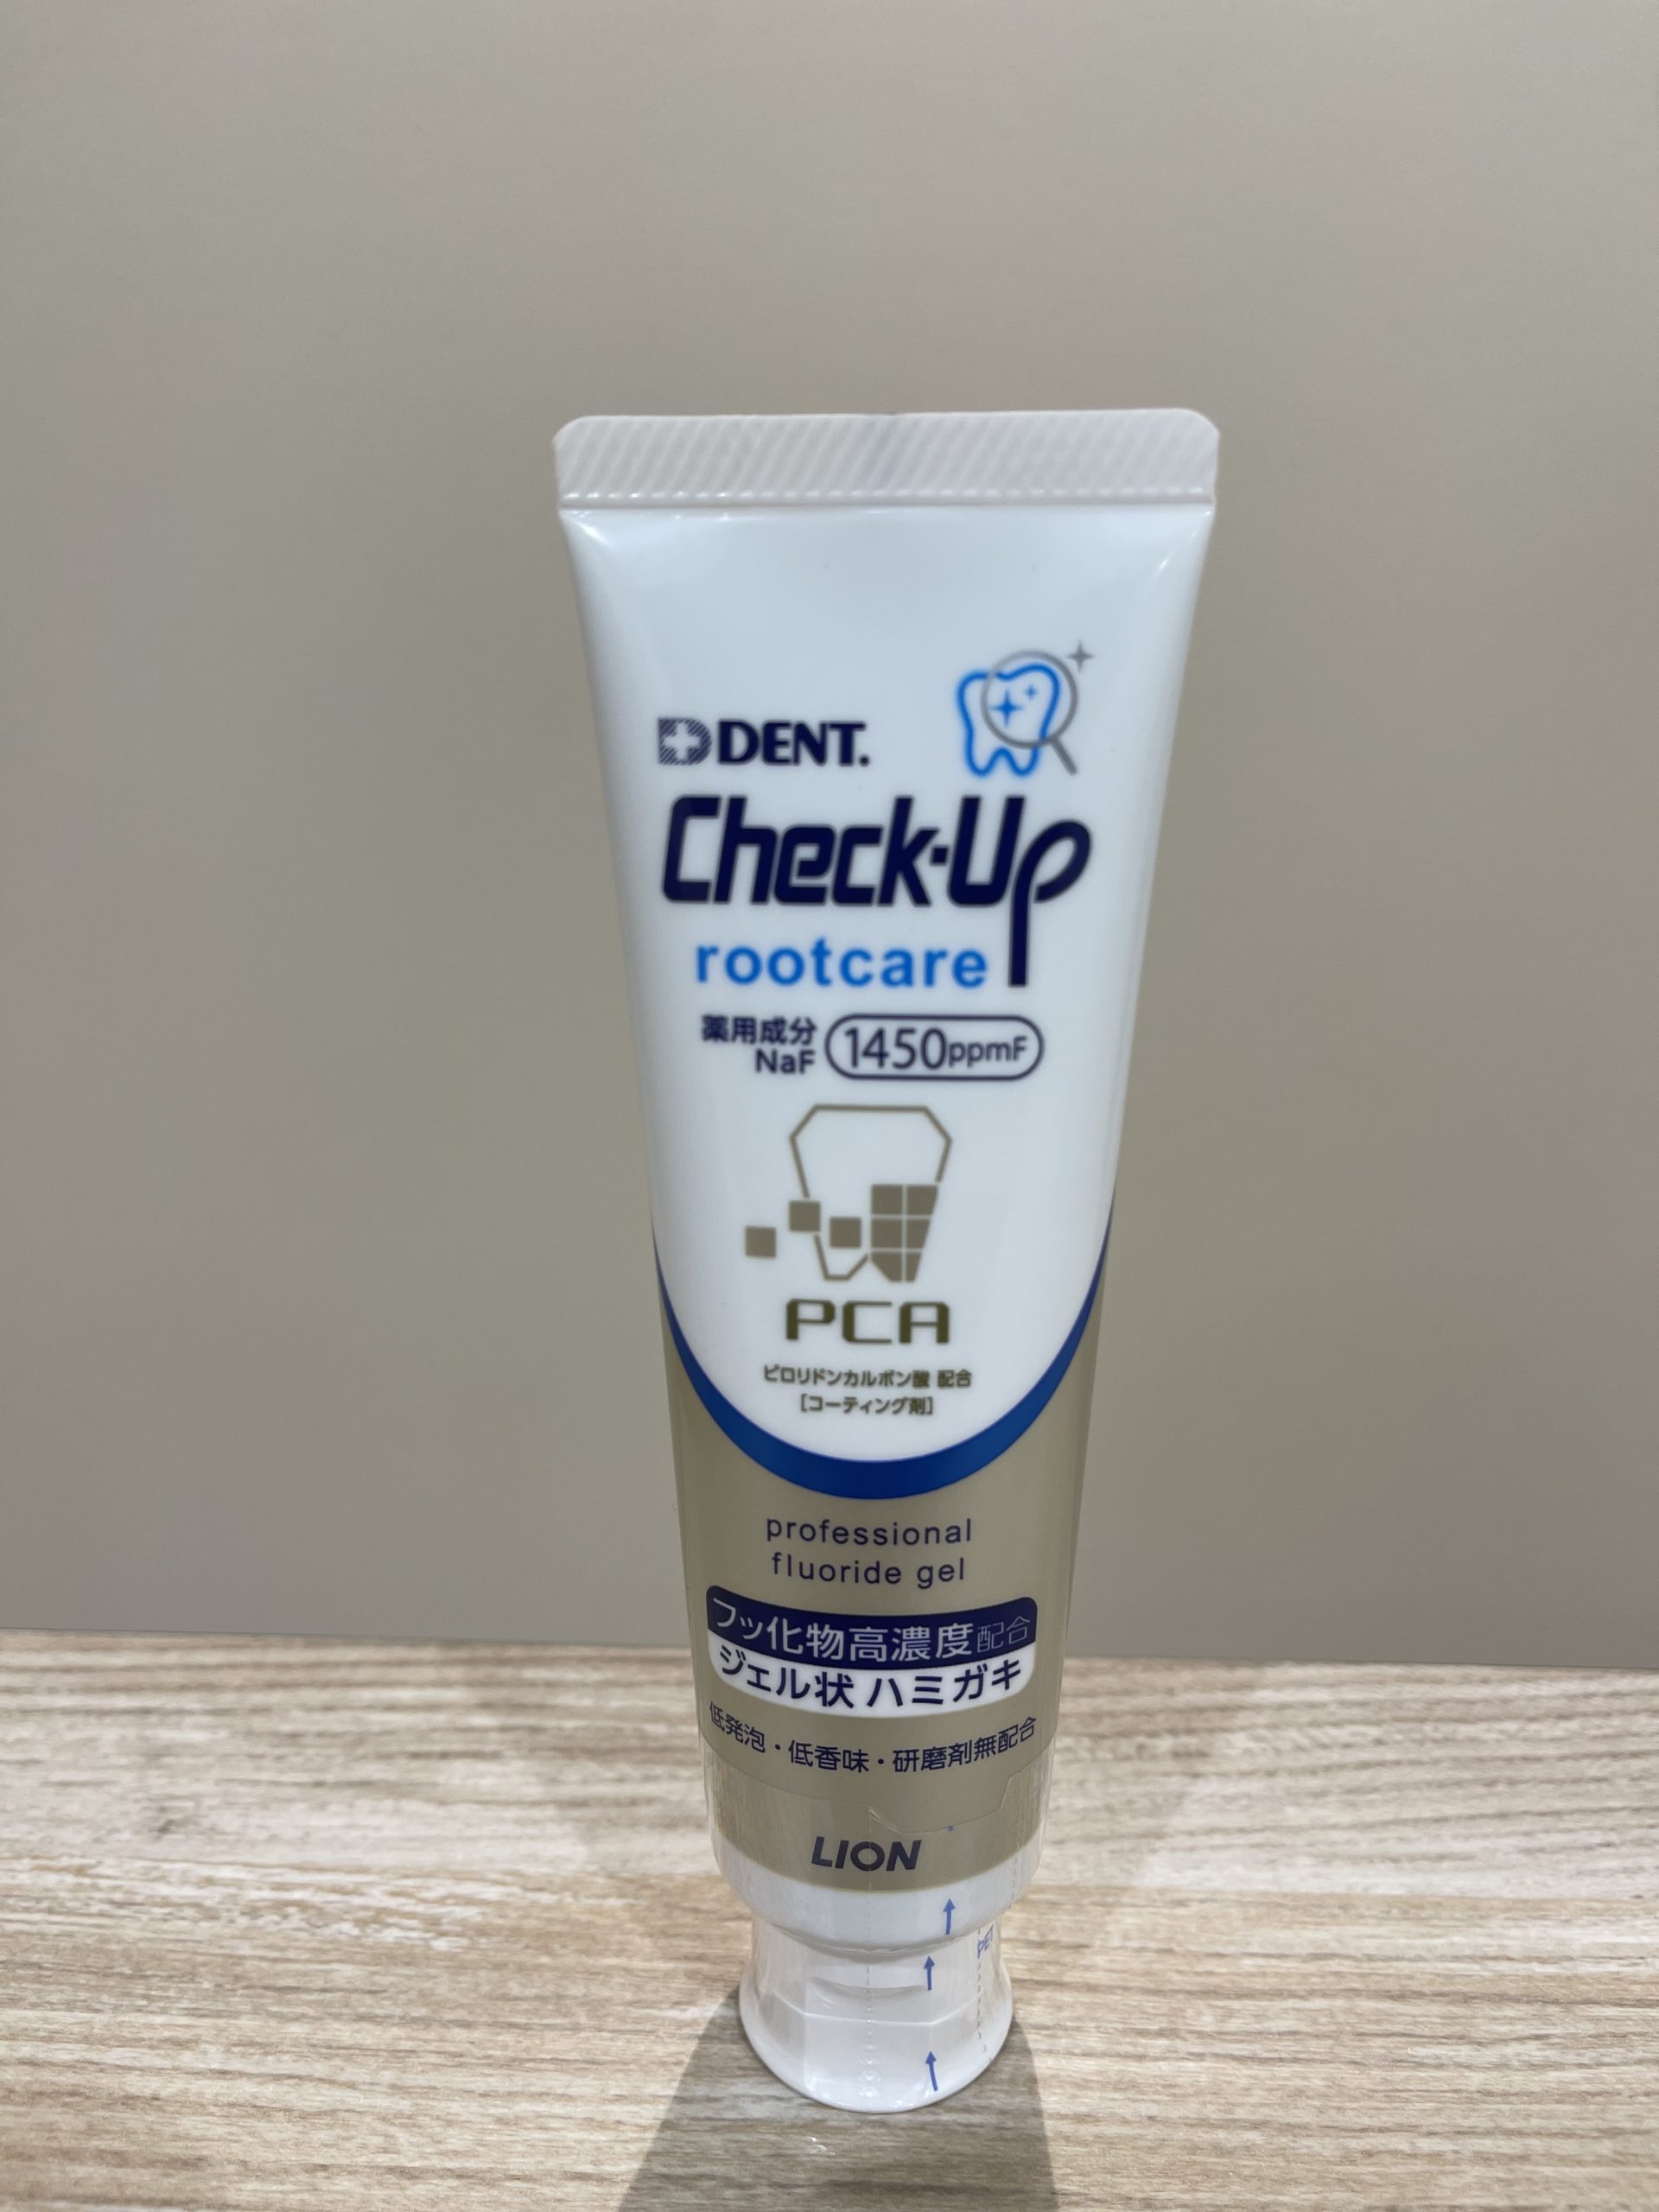 DENT.
Check-Up
rootcare
薬用成分
NaF
1450ppmF
PCA
ピロリドンカルボン酸 配合
[コーティング剤]
professional
fluoride gel
フッ化物高濃度配合
ジェル状 ハミガキ
低発泡・低香味・研磨剤無配合
LION
PET